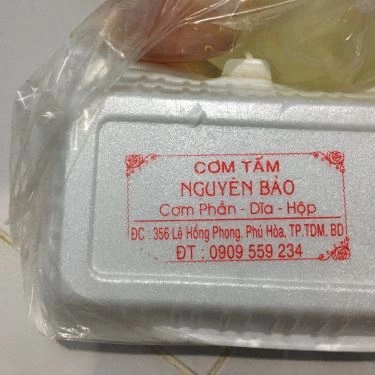 CƠM TẤM
NGUYÊN BẢO
Cơm Phần - Dĩa - Hộp
ĐC : 356 Lê Hồng Phong, Phú Hòa, TP.TDM, BD
ĐT : 0909 559 234